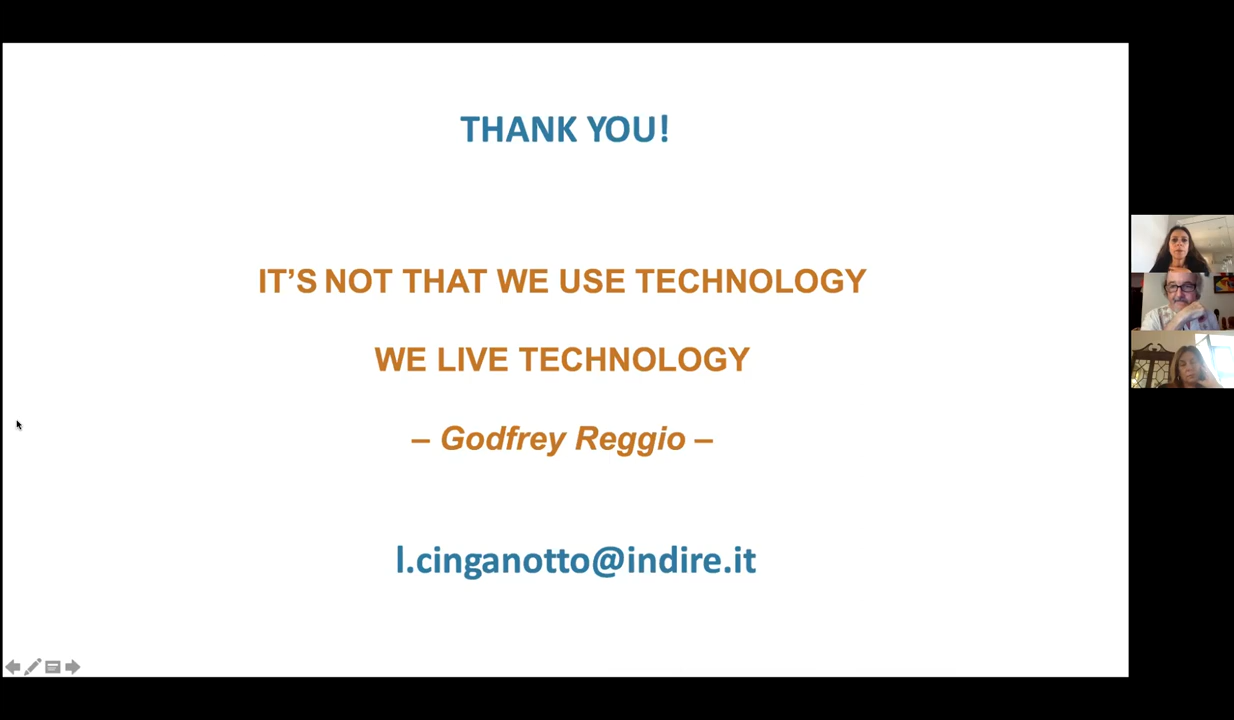 THANK YOU!
IT’S NOT THAT WE USE TECHNOLOGY
WE LIVE TECHNOLOGY
– Godfrey Reggio –
l.cinganotto@indire.it